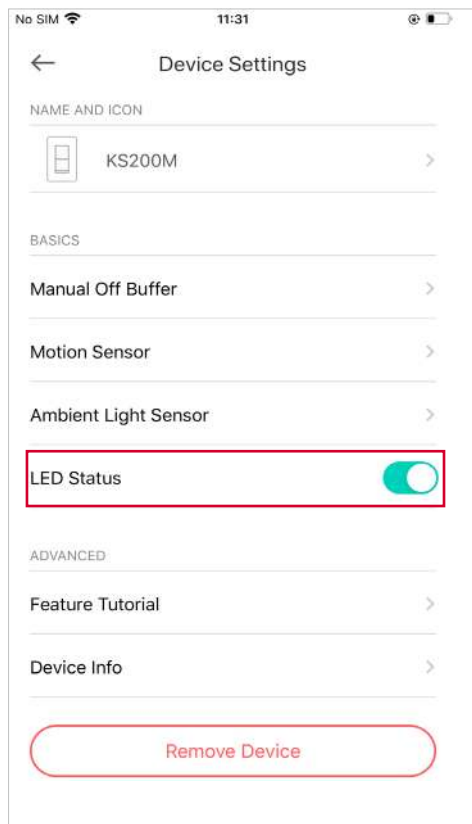 No SIM 11:31
Device Settings
NAME AND ICON
KS200M
BASICS
Manual Off Buffer
Motion Sensor
Ambient Light Sensor
LED Status
ADVANCED
Feature Tutorial
Device Info
Remove Device